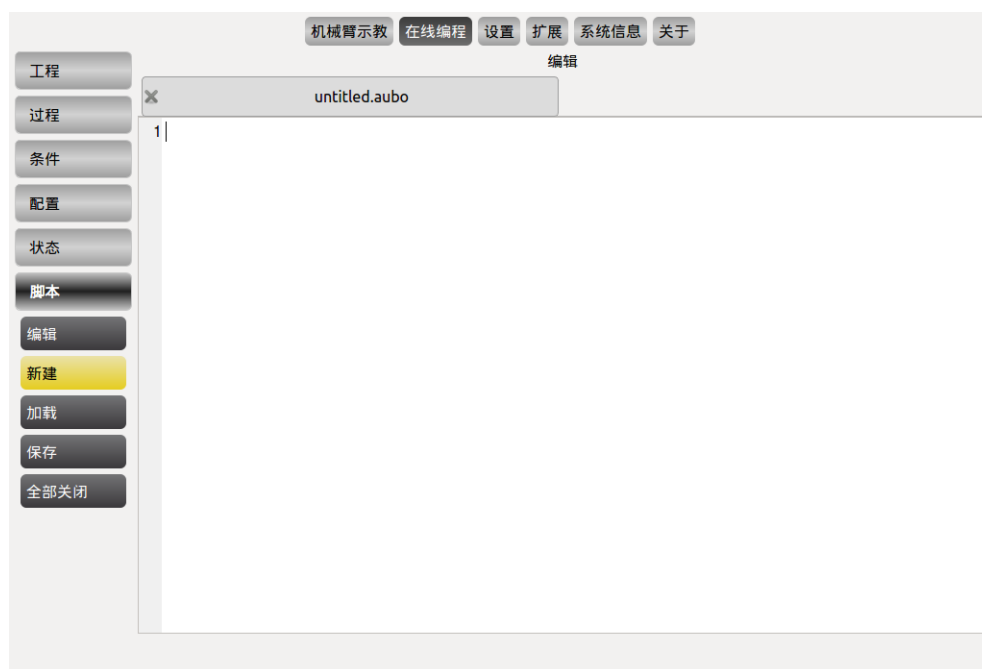 机械臂示教 在线编程 设置 扩展 系统信息 关于
编辑
工程
过程
条件
配置
状态
脚本
编辑
新建
加载
保存
全部关闭
untitled.aubo
1